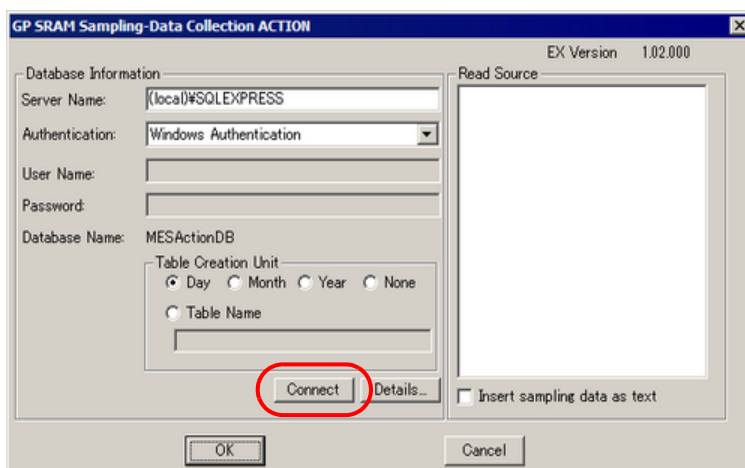 GP SRAM Sampling-Data Collection ACTION
EX Version 1.02.000
Database Information
Server Name: (local)¥SQLEXPRESS
Authentication: Windows Authentication
User Name:
Password:
Database Name: MESActionDB
Table Creation Unit
Day Month Year None
Table Name
Connect Details...
Read Source
Insert sampling data as text
OK Cancel